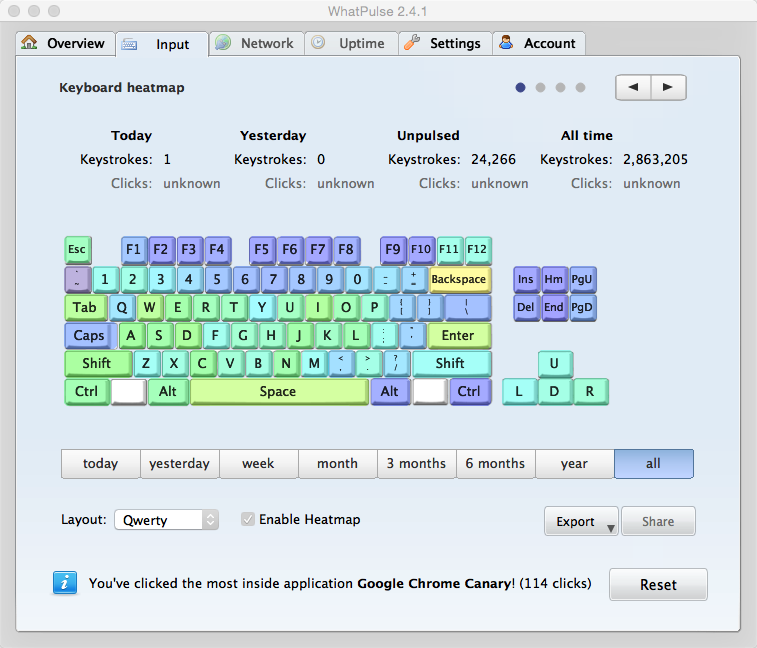 WhatPulse 2.4.1
Overview Input Network Uptime Settings Account
Keyboard heatmap
Today Yesterday Unpulsed All time
Keystrokes: 1 Keystrokes: 0 Keystrokes: 24,266 Keystrokes: 2,863,205
Clicks: unknown Clicks: unknown Clicks: unknown Clicks: unknown
Esc F1 F2 F3 F4 F5 F6 F7 F8 F9 F10 F11 F12
~ 1 2 3 4 5 6 7 8 9 0 - + = Backspace Ins Hm PgU
Tab Q W E R T Y U I O P { [ } ] | \ Del End PgD
Caps A S D F G H J K L : ; " ' Enter
Shift Z X C V B N M < , > . ? / Shift U
Ctrl Alt Space Alt Ctrl L D R
today yesterday week month 3 months 6 months year all
Layout: Qwerty Enable Heatmap Export Share
i You've clicked the most inside application Google Chrome Canary! (114 clicks) Reset